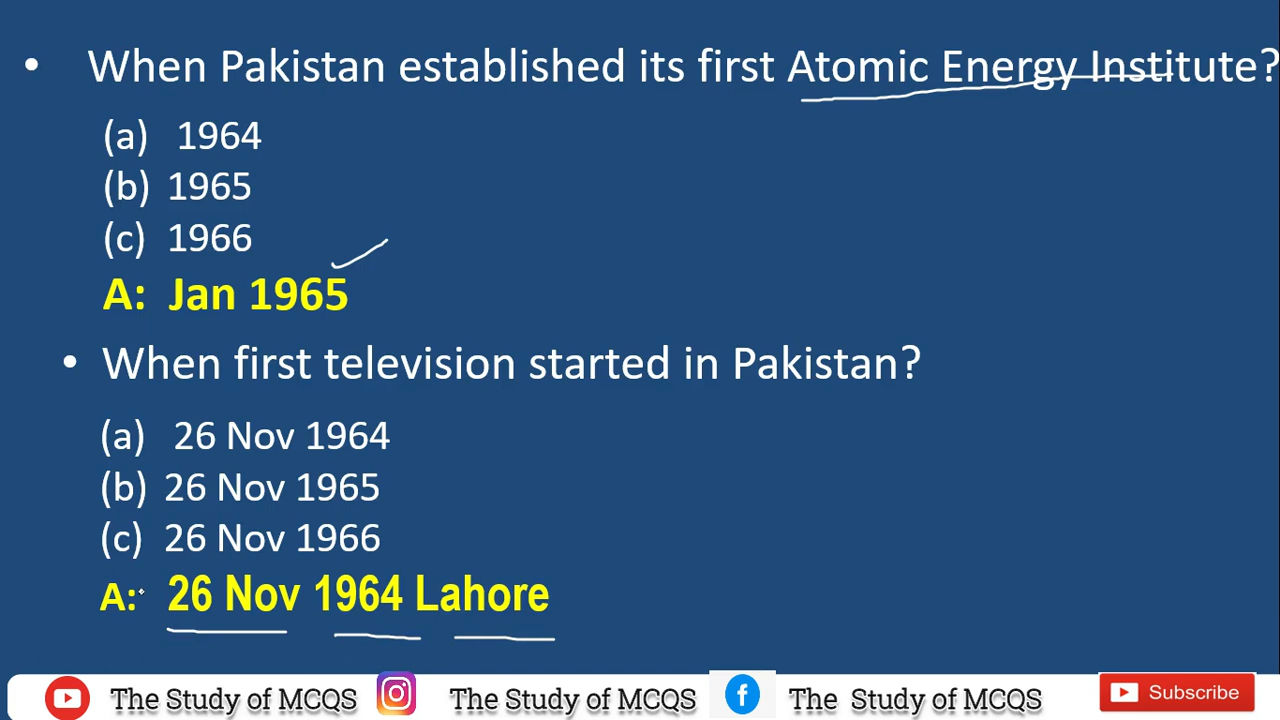 • When Pakistan established its first Atomic Energy Institute?
(a) 1964
(b) 1965
(c) 1966
A: Jan 1965
• When first television started in Pakistan?
(a) 26 Nov 1964
(b) 26 Nov 1965
(c) 26 Nov 1966
A: 26 Nov 1964 Lahore
The Study of MCQS The Study of MCQS The Study of MCQS Subscribe